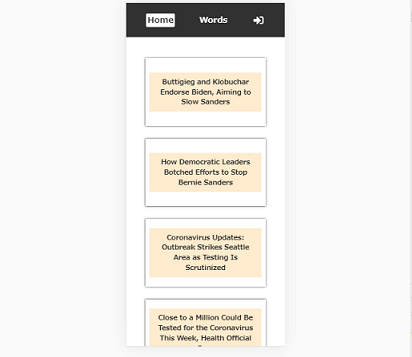 Home Words
Buttigieg and Klobuchar
Endorse Biden, Aiming to
Slow Sanders
How Democratic Leaders
Botched Efforts to Stop
Bernie Sanders
Coronavirus Updates:
Outbreak Strikes Seattle
Area as Testing Is
Scrutinized
Close to a Million Could Be
Tested for the Coronavirus
This Week, Health Official